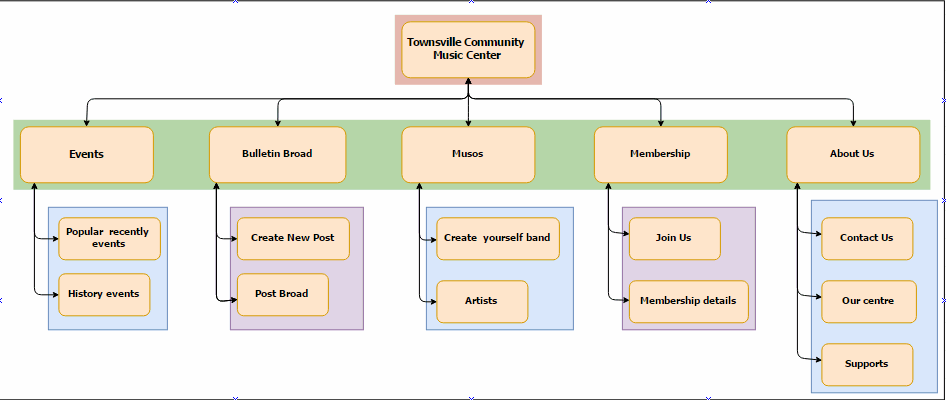 Townsville Community
Music Center
Events
Bulletin Broad
Musos
Membership
About Us
Popular recently
events
History events
Create New Post
Post Broad
Create yourself band
Artists
Join Us
Membership details
Contact Us
Our centre
Supports